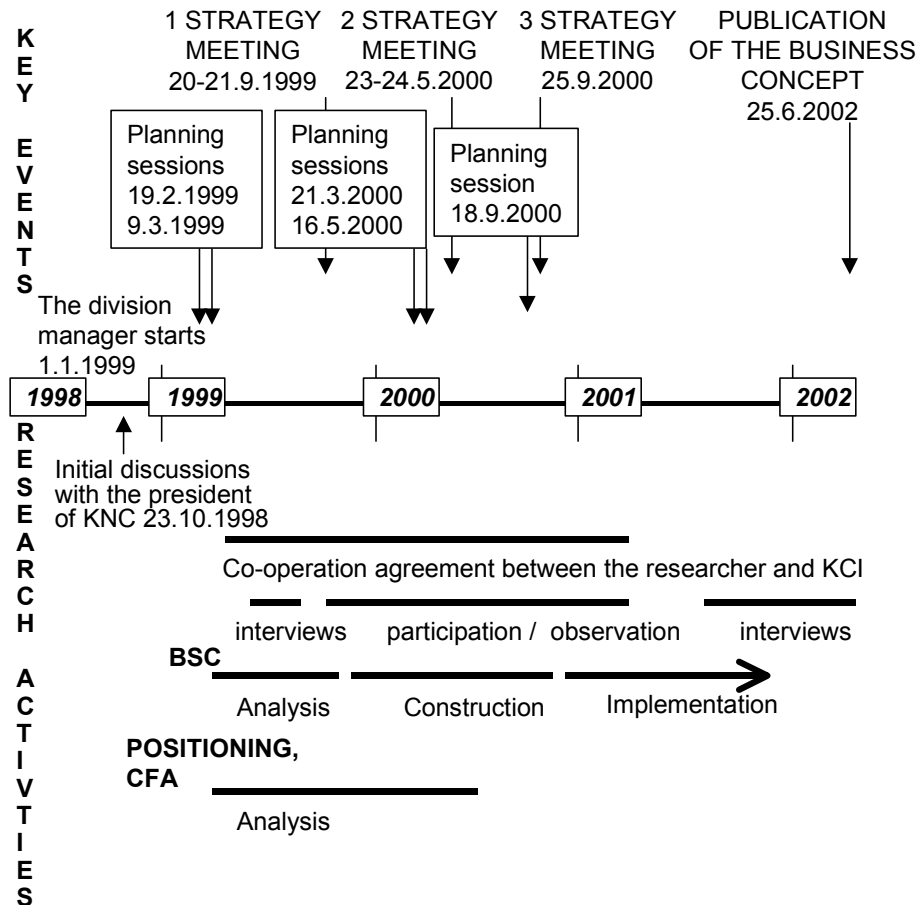 KEY EVENTS
1 STRATEGY
MEETING
20-21.9.1999
2 STRATEGY
MEETING
23-24.5.2000
3 STRATEGY
MEETING
25.9.2000
PUBLICATION
OF THE BUSINESS
CONCEPT
25.6.2002
Planning
sessions
19.2.1999
9.3.1999
Planning
sessions
21.3.2000
16.5.2000
Planning
session
18.9.2000
The division
manager starts
1.1.1999
1998
1999
2000
2001
2002
RESEARCH ACTIVTIES
Initial discussions
with the president
of KNC 23.10.1998
Co-operation agreement between the researcher and KCI
interviews
participation / observation
interviews
BSC
Analysis
Construction
Implementation
POSITIONING,
CFA
Analysis